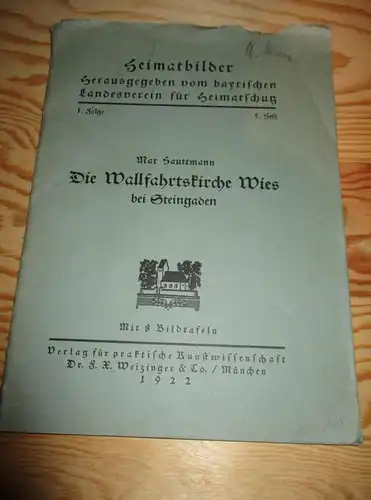 Heimatbilder
Herausgegeben vom bayrischen
Landesverein für Heimatschutz
1. Folge 1. Heft
Max Hauttmann
Die Wallfahrtskirche Wies
bei Steingaden
Mit 8 Bildtafeln
Verlag für praktische Kunstwissenschaft
Dr. F. X. Weizinger & Co. / München
1922